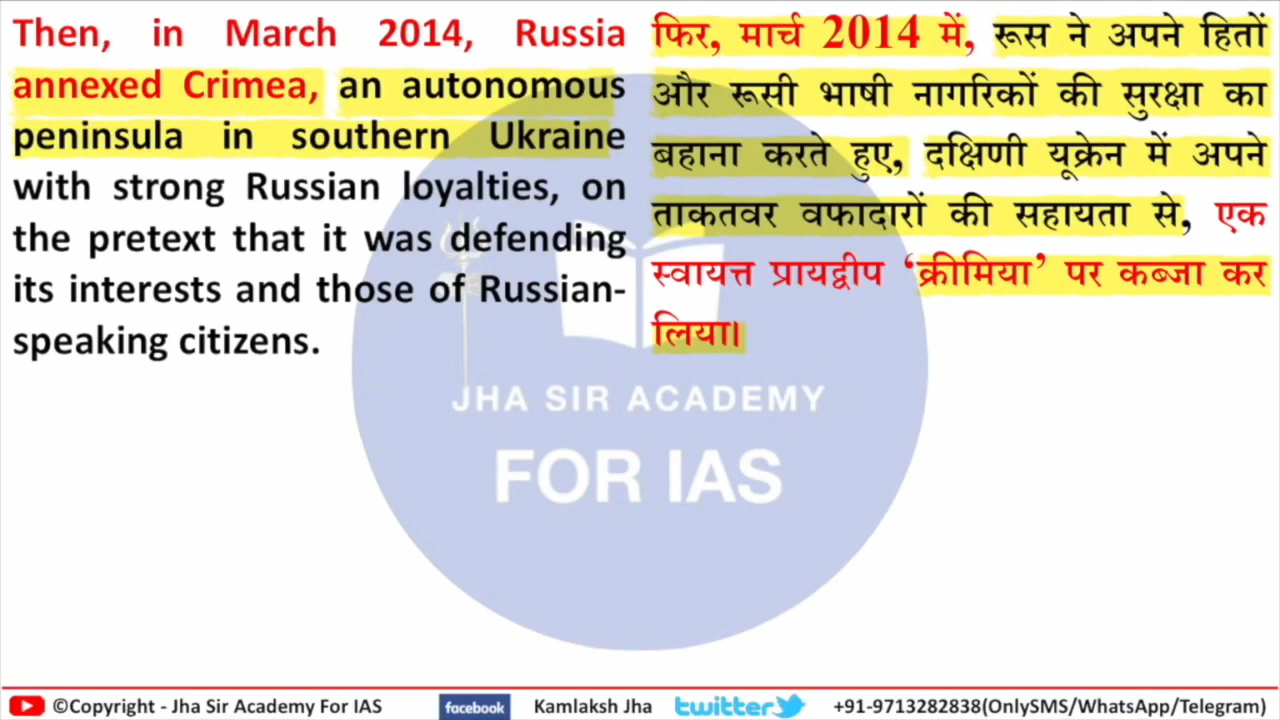 Then, in March 2014, Russia
annexed Crimea, an autonomous
peninsula in southern Ukraine
with strong Russian loyalties, on
the pretext that it was defending
its interests and those of Russian-
speaking citizens.
फिर, मार्च 2014 में, रूस ने अपने हितों
और रूसी भाषी नागरिकों की सुरक्षा का
बहाना करते हुए, दक्षिणी यूक्रेन में अपने
ताकतवर वफादारों की सहायता से, एक
स्वायत्त प्रायद्वीप ‘क्रीमिया’ पर कब्जा कर
लिया।
JHA SIR ACADEMY
FOR IAS
©Copyright - Jha Sir Academy For IAS facebook Kamlaksh Jha twitter +91-9713282838(OnlySMS/WhatsApp/Telegram)